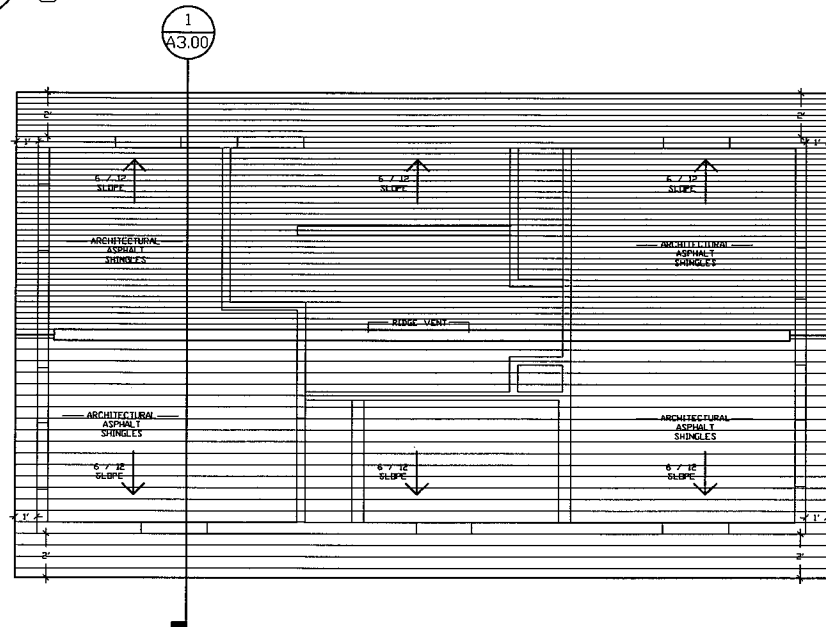 1
A3.00
2'
2'
1'
1'
6 / 12
SLOPE
6 / 12
SLOPE
6 / 12
SLOPE
ARCHITECTURAL
ASPHALT
SHINGLES
ARCHITECTURAL
ASPHALT
SHINGLES
RIDGE VENT
ARCHITECTURAL
ASPHALT
SHINGLES
ARCHITECTURAL
ASPHALT
SHINGLES
6 / 12
SLOPE
6 / 12
SLOPE
6 / 12
SLOPE
1'
1'
2'
2'